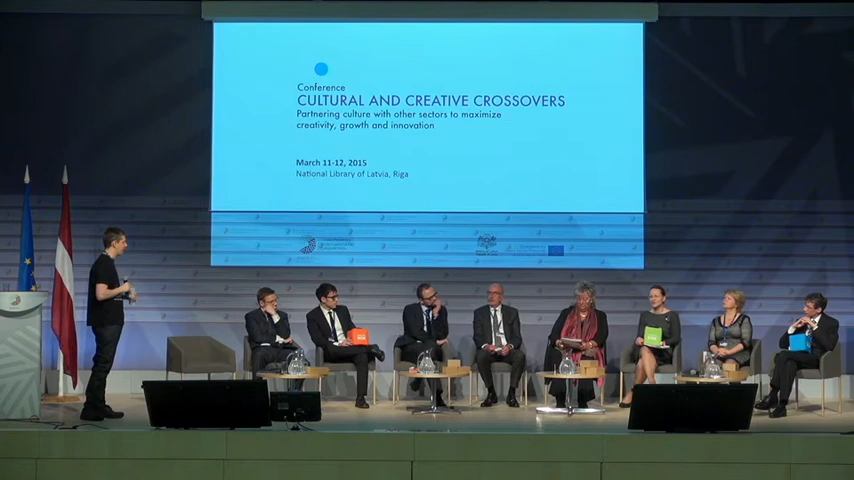 Conference
CULTURAL AND CREATIVE CROSSOVERS
Partnering culture with other sectors to maximize
creativity, growth and innovation
March 11-12, 2015
National Library of Latvia, Riga